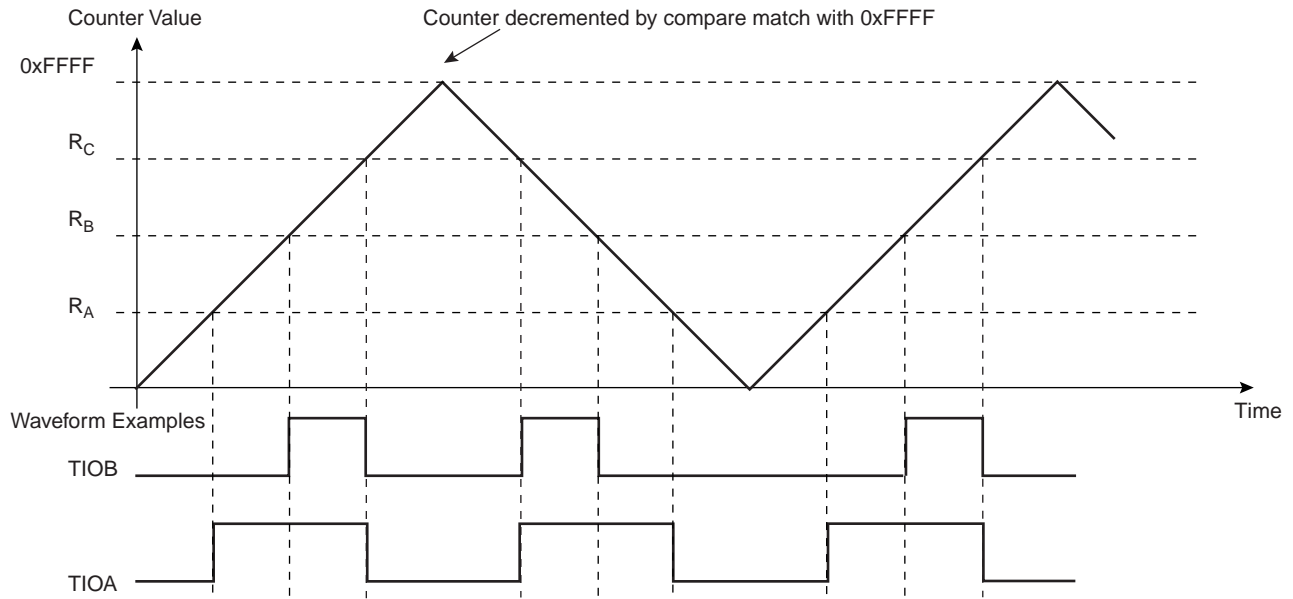 Counter Value
Counter decremented by compare match with 0xFFFF
0xFFFF
RC
RB
RA
Time
Waveform Examples
TIOB
TIOA